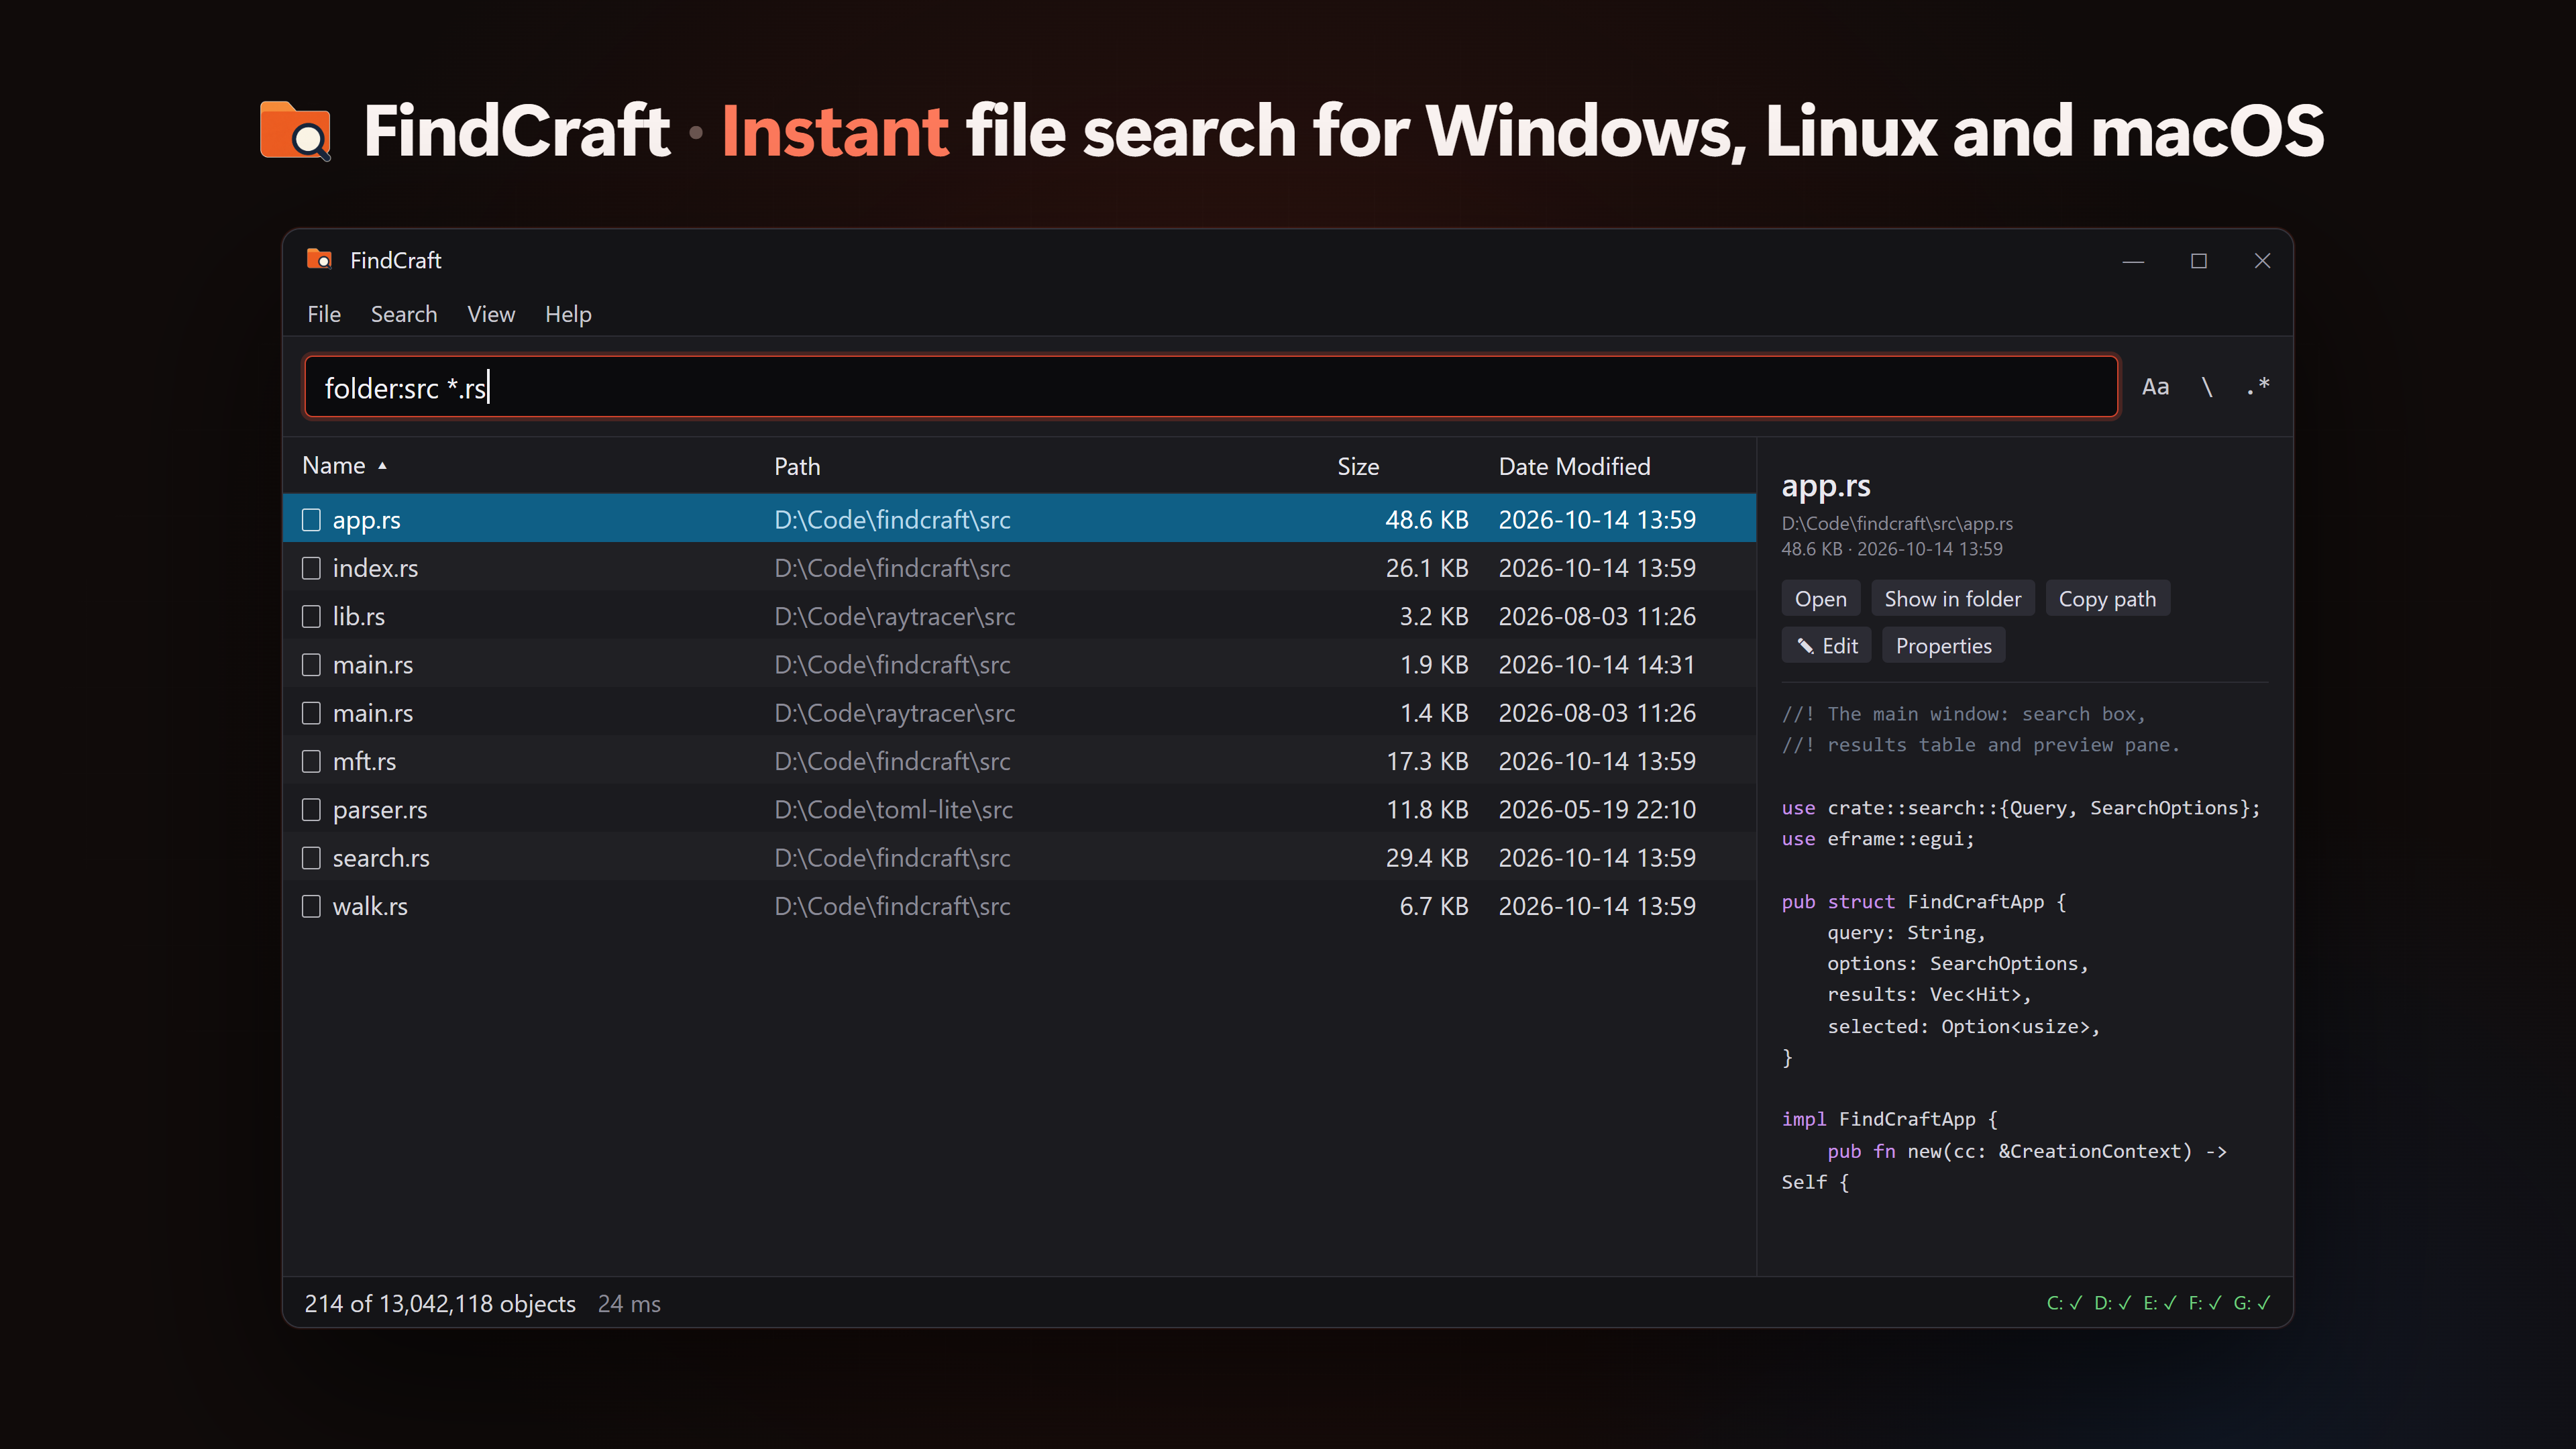 FindCraft · Instant file search for Windows, Linux and macOS
FindCraft
File Search View Help
folder:src *.rs
Aa \ .*
Name ▲ Path Size Date Modified
app.rs D:\Code\findcraft\src 48.6 KB 2026-10-14 13:59
index.rs D:\Code\findcraft\src 26.1 KB 2026-10-14 13:59
lib.rs D:\Code\raytracer\src 3.2 KB 2026-08-03 11:26
main.rs D:\Code\findcraft\src 1.9 KB 2026-10-14 14:31
main.rs D:\Code\raytracer\src 1.4 KB 2026-08-03 11:26
mft.rs D:\Code\findcraft\src 17.3 KB 2026-10-14 13:59
parser.rs D:\Code\toml-lite\src 11.8 KB 2026-05-19 22:10
search.rs D:\Code\findcraft\src 29.4 KB 2026-10-14 13:59
walk.rs D:\Code\findcraft\src 6.7 KB 2026-10-14 13:59
app.rs
D:\Code\findcraft\src\app.rs
48.6 KB · 2026-10-14 13:59
Open Show in folder Copy path
Edit Properties
//! The main window: search box,
//! results table and preview pane.
use crate::search::{Query, SearchOptions};
use eframe::egui;
pub struct FindCraftApp {
    query: String,
    options: SearchOptions,
    results: Vec<Hit>,
    selected: Option<usize>,
}
impl FindCraftApp {
    pub fn new(cc: &CreationContext) ->
Self {
214 of 13,042,118 objects 24 ms
C: ✓ D: ✓ E: ✓ F: ✓ G: ✓